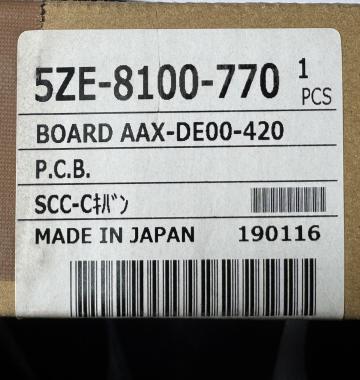 5ZE-8100-770 1
PCS
BOARD AAX-DE00-420
P.C.B.
SCC-Cｷﾊﾞﾝ
MADE IN JAPAN 190116